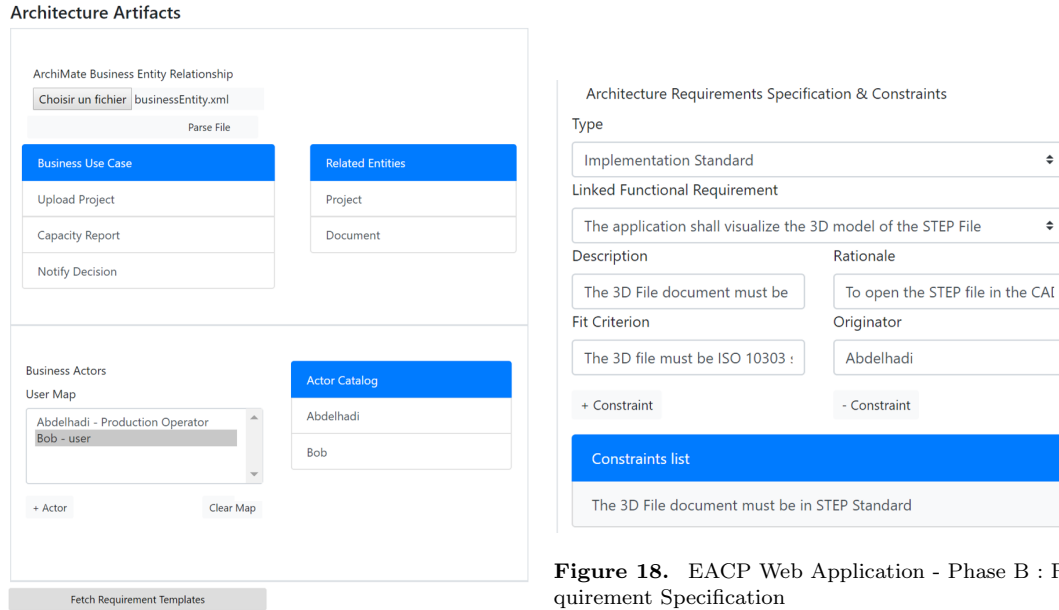 Architecture Artifacts
ArchiMate Business Entity Relationship
Choisir un fichier businessEntity.xml
Parse File
Business Use Case
Upload Project
Capacity Report
Notify Decision
Related Entities
Project
Document
Business Actors
User Map
Abdelhadi - Production Operator
Bob - user
+ Actor
Clear Map
Actor Catalog
Abdelhadi
Bob
Fetch Requirement Templates
Architecture Requirements Specification & Constraints
Type
Implementation Standard
Linked Functional Requirement
The application shall visualize the 3D model of the STEP File
Description
Rationale
The 3D File document must be
To open the STEP file in the
Fit Criterion
Originator
The 3D file must be ISO 10303
Abdelhadi
+ Constraint
- Constraint
Constraints list
The 3D File document must be in STEP Standard
Figure 18. EACP Web Application - Phase B :
quirement Specification